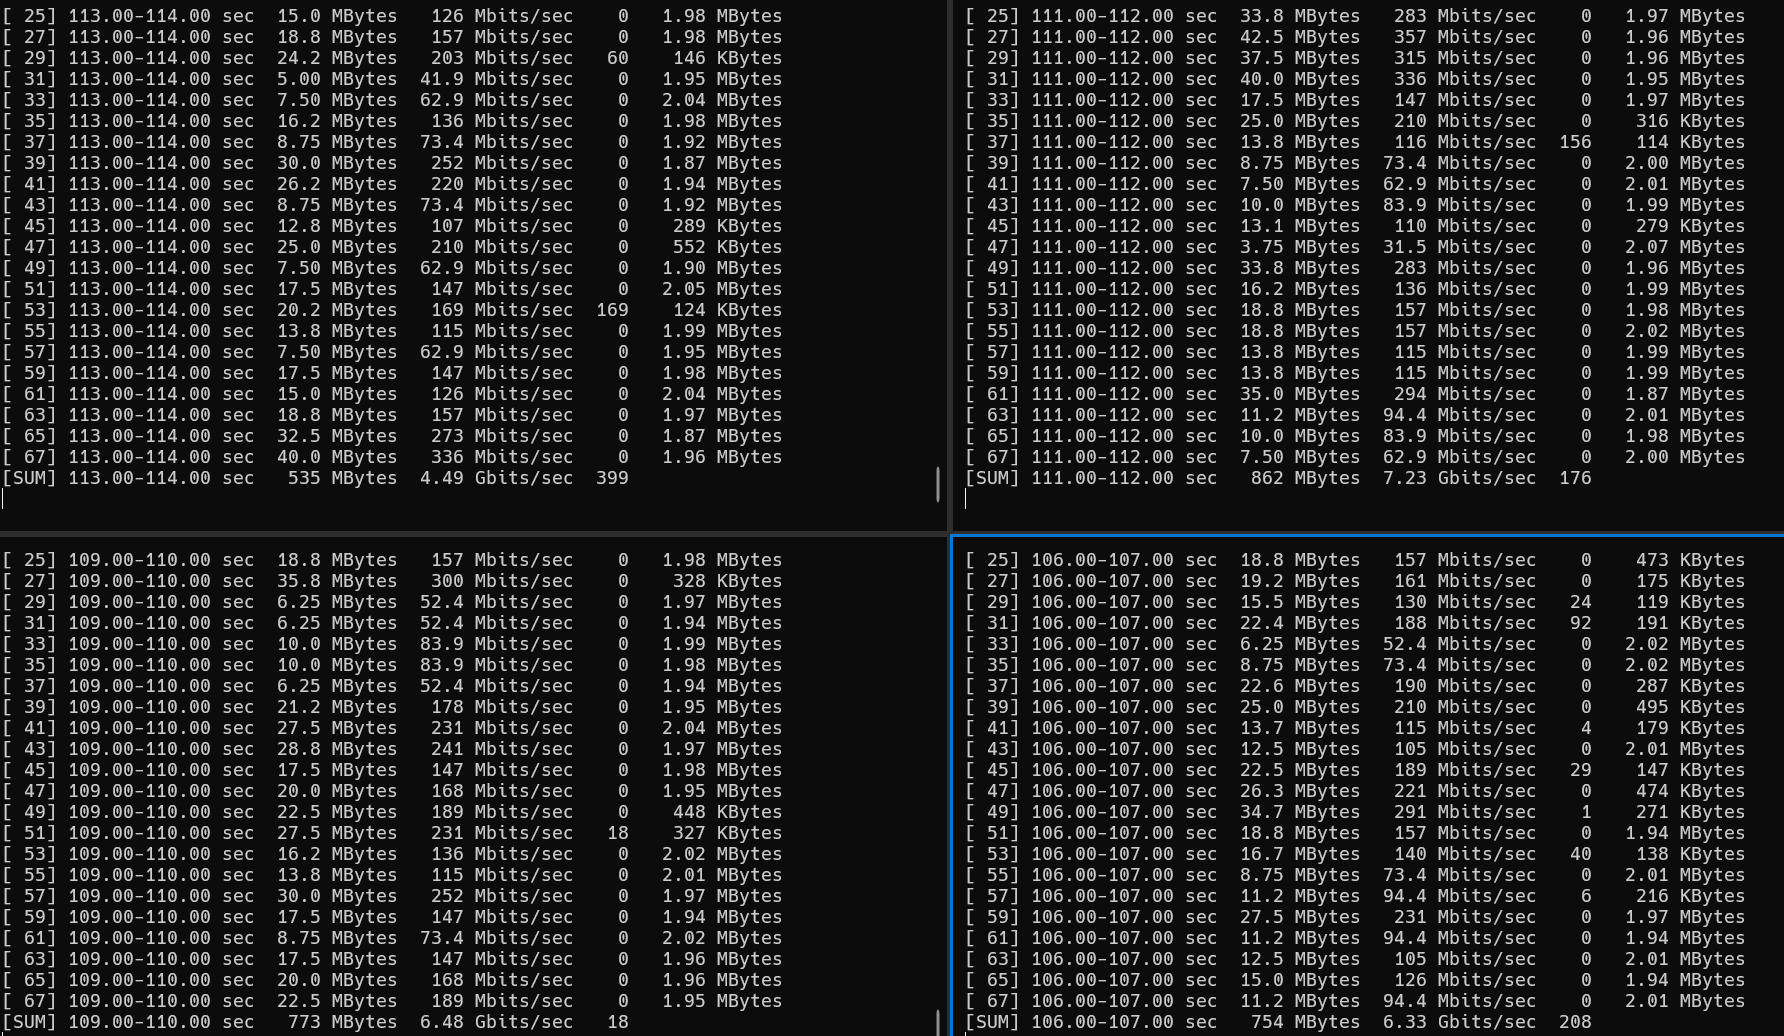 [ 25] 113.00-114.00 sec  15.0 MBytes   126 Mbits/sec    0   1.98 MBytes
[ 27] 113.00-114.00 sec  18.8 MBytes   157 Mbits/sec    0   1.98 MBytes
[ 29] 113.00-114.00 sec  24.2 MBytes   203 Mbits/sec   60    146 KBytes
[ 31] 113.00-114.00 sec  5.00 MBytes  41.9 Mbits/sec    0   1.95 MBytes
[ 33] 113.00-114.00 sec  7.50 MBytes  62.9 Mbits/sec    0   2.04 MBytes
[ 35] 113.00-114.00 sec  16.2 MBytes   136 Mbits/sec    0   1.98 MBytes
[ 37] 113.00-114.00 sec  8.75 MBytes  73.4 Mbits/sec    0   1.92 MBytes
[ 39] 113.00-114.00 sec  30.0 MBytes   252 Mbits/sec    0   1.87 MBytes
[ 41] 113.00-114.00 sec  26.2 MBytes   220 Mbits/sec    0   1.94 MBytes
[ 43] 113.00-114.00 sec  8.75 MBytes  73.4 Mbits/sec    0   1.92 MBytes
[ 45] 113.00-114.00 sec  12.8 MBytes   107 Mbits/sec    0    289 KBytes
[ 47] 113.00-114.00 sec  25.0 MBytes   210 Mbits/sec    0    552 KBytes
[ 49] 113.00-114.00 sec  7.50 MBytes  62.9 Mbits/sec    0   1.90 MBytes
[ 51] 113.00-114.00 sec  17.5 MBytes   147 Mbits/sec    0   2.05 MBytes
[ 53] 113.00-114.00 sec  20.2 MBytes   169 Mbits/sec  169    124 KBytes
[ 55] 113.00-114.00 sec  13.8 MBytes   115 Mbits/sec    0   1.99 MBytes
[ 57] 113.00-114.00 sec  7.50 MBytes  62.9 Mbits/sec    0   1.95 MBytes
[ 59] 113.00-114.00 sec  17.5 MBytes   147 Mbits/sec    0   1.98 MBytes
[ 61] 113.00-114.00 sec  15.0 MBytes   126 Mbits/sec    0   2.04 MBytes
[ 63] 113.00-114.00 sec  18.8 MBytes   157 Mbits/sec    0   1.97 MBytes
[ 65] 113.00-114.00 sec  32.5 MBytes   273 Mbits/sec    0   1.87 MBytes
[ 67] 113.00-114.00 sec  40.0 MBytes   336 Mbits/sec    0   1.96 MBytes
[SUM] 113.00-114.00 sec   535 MBytes  4.49 Gbits/sec  399
[ 25] 111.00-112.00 sec  33.8 MBytes   283 Mbits/sec    0   1.97 MBytes
[ 27] 111.00-112.00 sec  42.5 MBytes   357 Mbits/sec    0   1.96 MBytes
[ 29] 111.00-112.00 sec  37.5 MBytes   315 Mbits/sec    0   1.96 MBytes
[ 31] 111.00-112.00 sec  40.0 MBytes   336 Mbits/sec    0   1.95 MBytes
[ 33] 111.00-112.00 sec  17.5 MBytes   147 Mbits/sec    0   1.97 MBytes
[ 35] 111.00-112.00 sec  25.0 MBytes   210 Mbits/sec    0    316 KBytes
[ 37] 111.00-112.00 sec  13.8 MBytes   116 Mbits/sec  156    114 KBytes
[ 39] 111.00-112.00 sec  8.75 MBytes  73.4 Mbits/sec    0   2.00 MBytes
[ 41] 111.00-112.00 sec  7.50 MBytes  62.9 Mbits/sec    0   2.01 MBytes
[ 43] 111.00-112.00 sec  10.0 MBytes  83.9 Mbits/sec    0   1.99 MBytes
[ 45] 111.00-112.00 sec  13.1 MBytes   110 Mbits/sec    0    279 KBytes
[ 47] 111.00-112.00 sec  3.75 MBytes  31.5 Mbits/sec    0   2.07 MBytes
[ 49] 111.00-112.00 sec  33.8 MBytes   283 Mbits/sec    0   1.96 MBytes
[ 51] 111.00-112.00 sec  16.2 MBytes   136 Mbits/sec    0   1.99 MBytes
[ 53] 111.00-112.00 sec  18.8 MBytes   157 Mbits/sec    0   1.98 MBytes
[ 55] 111.00-112.00 sec  18.8 MBytes   157 Mbits/sec    0   2.02 MBytes
[ 57] 111.00-112.00 sec  13.8 MBytes   115 Mbits/sec    0   1.99 MBytes
[ 59] 111.00-112.00 sec  13.8 MBytes   115 Mbits/sec    0   1.99 MBytes
[ 61] 111.00-112.00 sec  35.0 MBytes   294 Mbits/sec    0   1.87 MBytes
[ 63] 111.00-112.00 sec  11.2 MBytes  94.4 Mbits/sec    0   2.01 MBytes
[ 65] 111.00-112.00 sec  10.0 MBytes  83.9 Mbits/sec    0   1.98 MBytes
[ 67] 111.00-112.00 sec  7.50 MBytes  62.9 Mbits/sec    0   2.00 MBytes
[SUM] 111.00-112.00 sec   862 MBytes  7.23 Gbits/sec  176
[ 25] 109.00-110.00 sec  18.8 MBytes   157 Mbits/sec    0   1.98 MBytes
[ 27] 109.00-110.00 sec  35.8 MBytes   300 Mbits/sec    0    328 KBytes
[ 29] 109.00-110.00 sec  6.25 MBytes  52.4 Mbits/sec    0   1.97 MBytes
[ 31] 109.00-110.00 sec  6.25 MBytes  52.4 Mbits/sec    0   1.94 MBytes
[ 33] 109.00-110.00 sec  10.0 MBytes  83.9 Mbits/sec    0   1.99 MBytes
[ 35] 109.00-110.00 sec  10.0 MBytes  83.9 Mbits/sec    0   1.98 MBytes
[ 37] 109.00-110.00 sec  6.25 MBytes  52.4 Mbits/sec    0   1.94 MBytes
[ 39] 109.00-110.00 sec  21.2 MBytes   178 Mbits/sec    0   1.95 MBytes
[ 41] 109.00-110.00 sec  27.5 MBytes   231 Mbits/sec    0   2.04 MBytes
[ 43] 109.00-110.00 sec  28.8 MBytes   241 Mbits/sec    0   1.97 MBytes
[ 45] 109.00-110.00 sec  17.5 MBytes   147 Mbits/sec    0   1.98 MBytes
[ 47] 109.00-110.00 sec  20.0 MBytes   168 Mbits/sec    0   1.95 MBytes
[ 49] 109.00-110.00 sec  22.5 MBytes   189 Mbits/sec    0    448 KBytes
[ 51] 109.00-110.00 sec  27.5 MBytes   231 Mbits/sec   18    327 KBytes
[ 53] 109.00-110.00 sec  16.2 MBytes   136 Mbits/sec    0   2.02 MBytes
[ 55] 109.00-110.00 sec  13.8 MBytes   115 Mbits/sec    0   2.01 MBytes
[ 57] 109.00-110.00 sec  30.0 MBytes   252 Mbits/sec    0   1.97 MBytes
[ 59] 109.00-110.00 sec  17.5 MBytes   147 Mbits/sec    0   1.94 MBytes
[ 61] 109.00-110.00 sec  8.75 MBytes  73.4 Mbits/sec    0   2.02 MBytes
[ 63] 109.00-110.00 sec  17.5 MBytes   147 Mbits/sec    0   1.96 MBytes
[ 65] 109.00-110.00 sec  20.0 MBytes   168 Mbits/sec    0   1.96 MBytes
[ 67] 109.00-110.00 sec  22.5 MBytes   189 Mbits/sec    0   1.95 MBytes
[SUM] 109.00-110.00 sec   773 MBytes  6.48 Gbits/sec   18
[ 25] 106.00-107.00 sec  18.8 MBytes   157 Mbits/sec    0    473 KBytes
[ 27] 106.00-107.00 sec  19.2 MBytes   161 Mbits/sec    0    175 KBytes
[ 29] 106.00-107.00 sec  15.5 MBytes   130 Mbits/sec   24    119 KBytes
[ 31] 106.00-107.00 sec  22.4 MBytes   188 Mbits/sec   92    191 KBytes
[ 33] 106.00-107.00 sec  6.25 MBytes  52.4 Mbits/sec    0   2.02 MBytes
[ 35] 106.00-107.00 sec  8.75 MBytes  73.4 Mbits/sec    0   2.02 MBytes
[ 37] 106.00-107.00 sec  22.6 MBytes   190 Mbits/sec    0    287 KBytes
[ 39] 106.00-107.00 sec  25.0 MBytes   210 Mbits/sec    0    495 KBytes
[ 41] 106.00-107.00 sec  13.7 MBytes   115 Mbits/sec    4    179 KBytes
[ 43] 106.00-107.00 sec  12.5 MBytes   105 Mbits/sec    0   2.01 MBytes
[ 45] 106.00-107.00 sec  22.5 MBytes   189 Mbits/sec   29    147 KBytes
[ 47] 106.00-107.00 sec  26.3 MBytes   221 Mbits/sec    0    474 KBytes
[ 49] 106.00-107.00 sec  34.7 MBytes   291 Mbits/sec    1    271 KBytes
[ 51] 106.00-107.00 sec  18.8 MBytes   157 Mbits/sec    0   1.94 MBytes
[ 53] 106.00-107.00 sec  16.7 MBytes   140 Mbits/sec   40    138 KBytes
[ 55] 106.00-107.00 sec  8.75 MBytes  73.4 Mbits/sec    0   2.01 MBytes
[ 57] 106.00-107.00 sec  11.2 MBytes  94.4 Mbits/sec    6    216 KBytes
[ 59] 106.00-107.00 sec  27.5 MBytes   231 Mbits/sec    0   1.97 MBytes
[ 61] 106.00-107.00 sec  11.2 MBytes  94.4 Mbits/sec    0   1.94 MBytes
[ 63] 106.00-107.00 sec  12.5 MBytes   105 Mbits/sec    0   2.01 MBytes
[ 65] 106.00-107.00 sec  15.0 MBytes   126 Mbits/sec    0   1.94 MBytes
[ 67] 106.00-107.00 sec  11.2 MBytes  94.4 Mbits/sec    0   2.01 MBytes
[SUM] 106.00-107.00 sec   754 MBytes  6.33 Gbits/sec  208